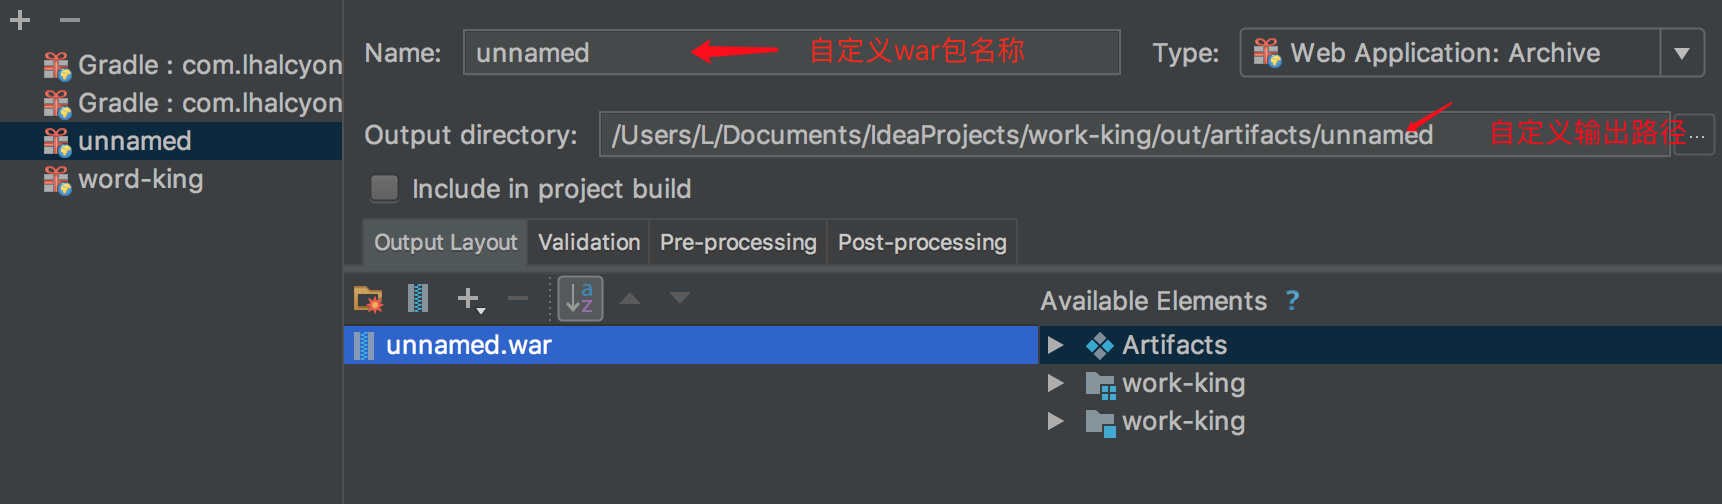 Gradle : com.lhalcyon
Gradle : com.lhalcyon
unnamed
word-king
Name: unnamed 自定义war包名称 Type: Web Application: Archive
Output directory: /Users/L/Documents/IdeaProjects/work-king/out/artifacts/unnamed 自定义输出路径 ...
Include in project build
Output Layout Validation Pre-processing Post-processing
a z Available Elements ?
unnamed.war
Artifacts
work-king
work-king